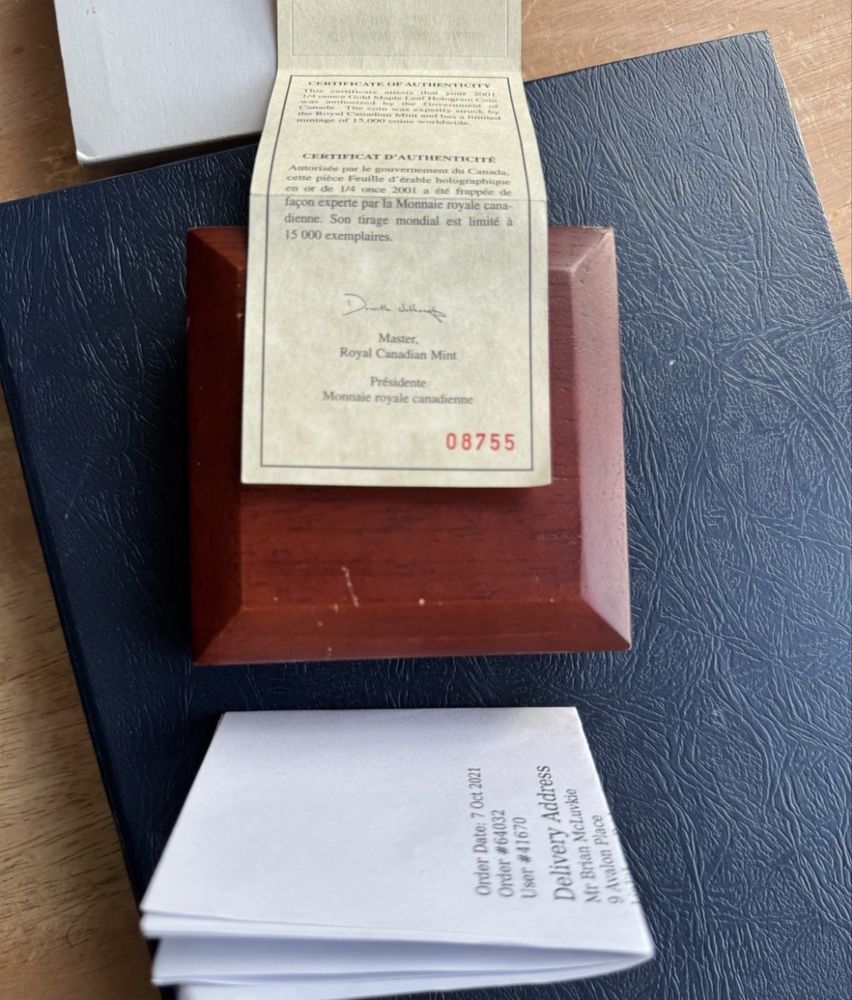 CERTIFICATE OF AUTHENTICITY
This certificate attests that your 2001
1/4 ounce Gold Maple Leaf Hologram Coin
was authorized by the Government of
Canada. The coin was expertly struck by
the Royal Canadian Mint and has a limited
mintage of 15,000 coins worldwide.
CERTIFICAT D'AUTHENTICITÉ
Autorisée par le gouvernement du Canada,
cette pièce Feuille d'érable holographique
en or de 1/4 once 2001 a été frappée de
façon experte par la Monnaie royale cana-
dienne. Son tirage mondial est limité à
15 000 exemplaires.
Master,
Royal Canadian Mint
Présidente
Monnaie royale canadienne
08755
Order Date: 7 Oct 2021
Order #64032
User #41670
Delivery Address
Mr Brian McLuvkie
9 Avalon Place